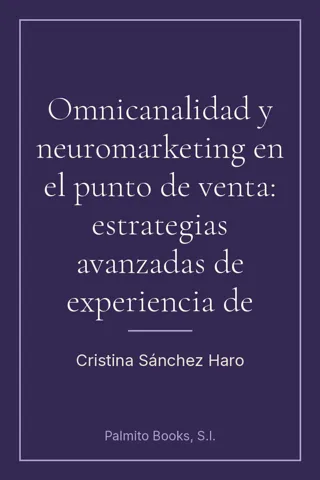 Omnicanalidad y
neuromarketing en
el punto de venta:
estrategias
avanzadas de
experiencia de
Cristina Sánchez Haro
Palmito Books, S.l.